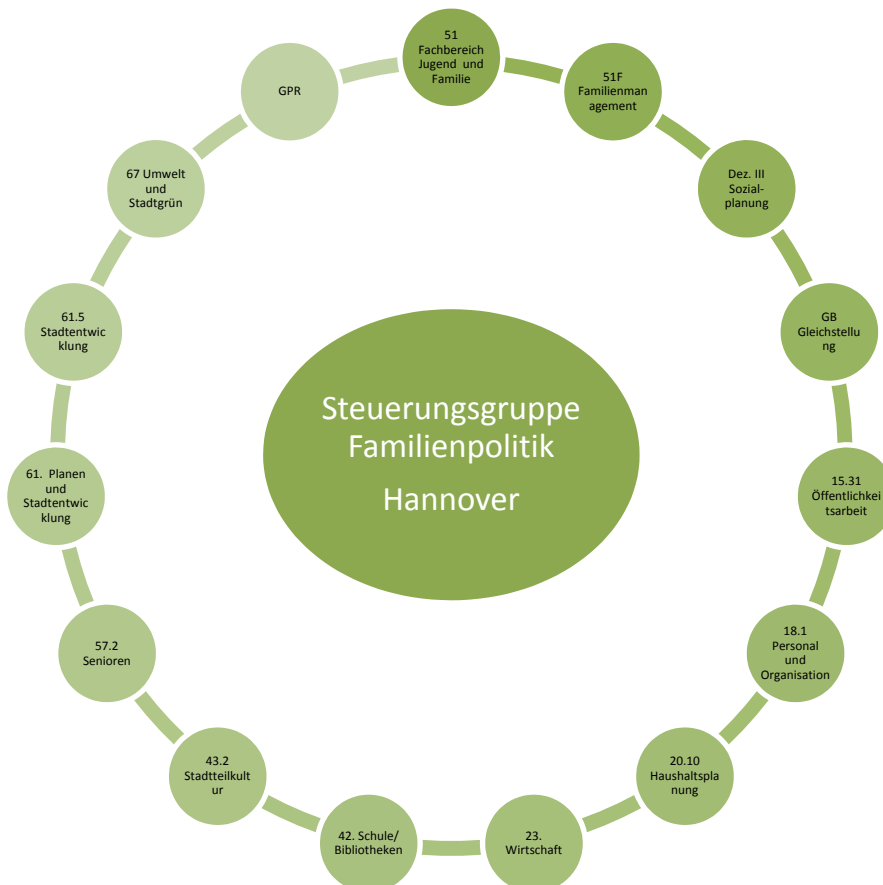 51
Fachbereich
Jugend und
Familie
51F
Familienman
agement
Dez. III
Sozial-
planung
GB
Gleichstellu
ng
15.31
Öffentlichkei
tsarbeit
18.1
Personal
und
Organisation
20.10
Haushaltspla
nung
23.
Wirtschaft
42. Schule/
Bibliotheken
43.2
Stadtteilkult
ur
57.2
Senioren
61. Planen
und
Stadtentwic
klung
61.5
Stadtentwic
klung
67 Umwelt
und
Stadtgrün
GPR
Steuerungsgruppe
Familienpolitik
Hannover